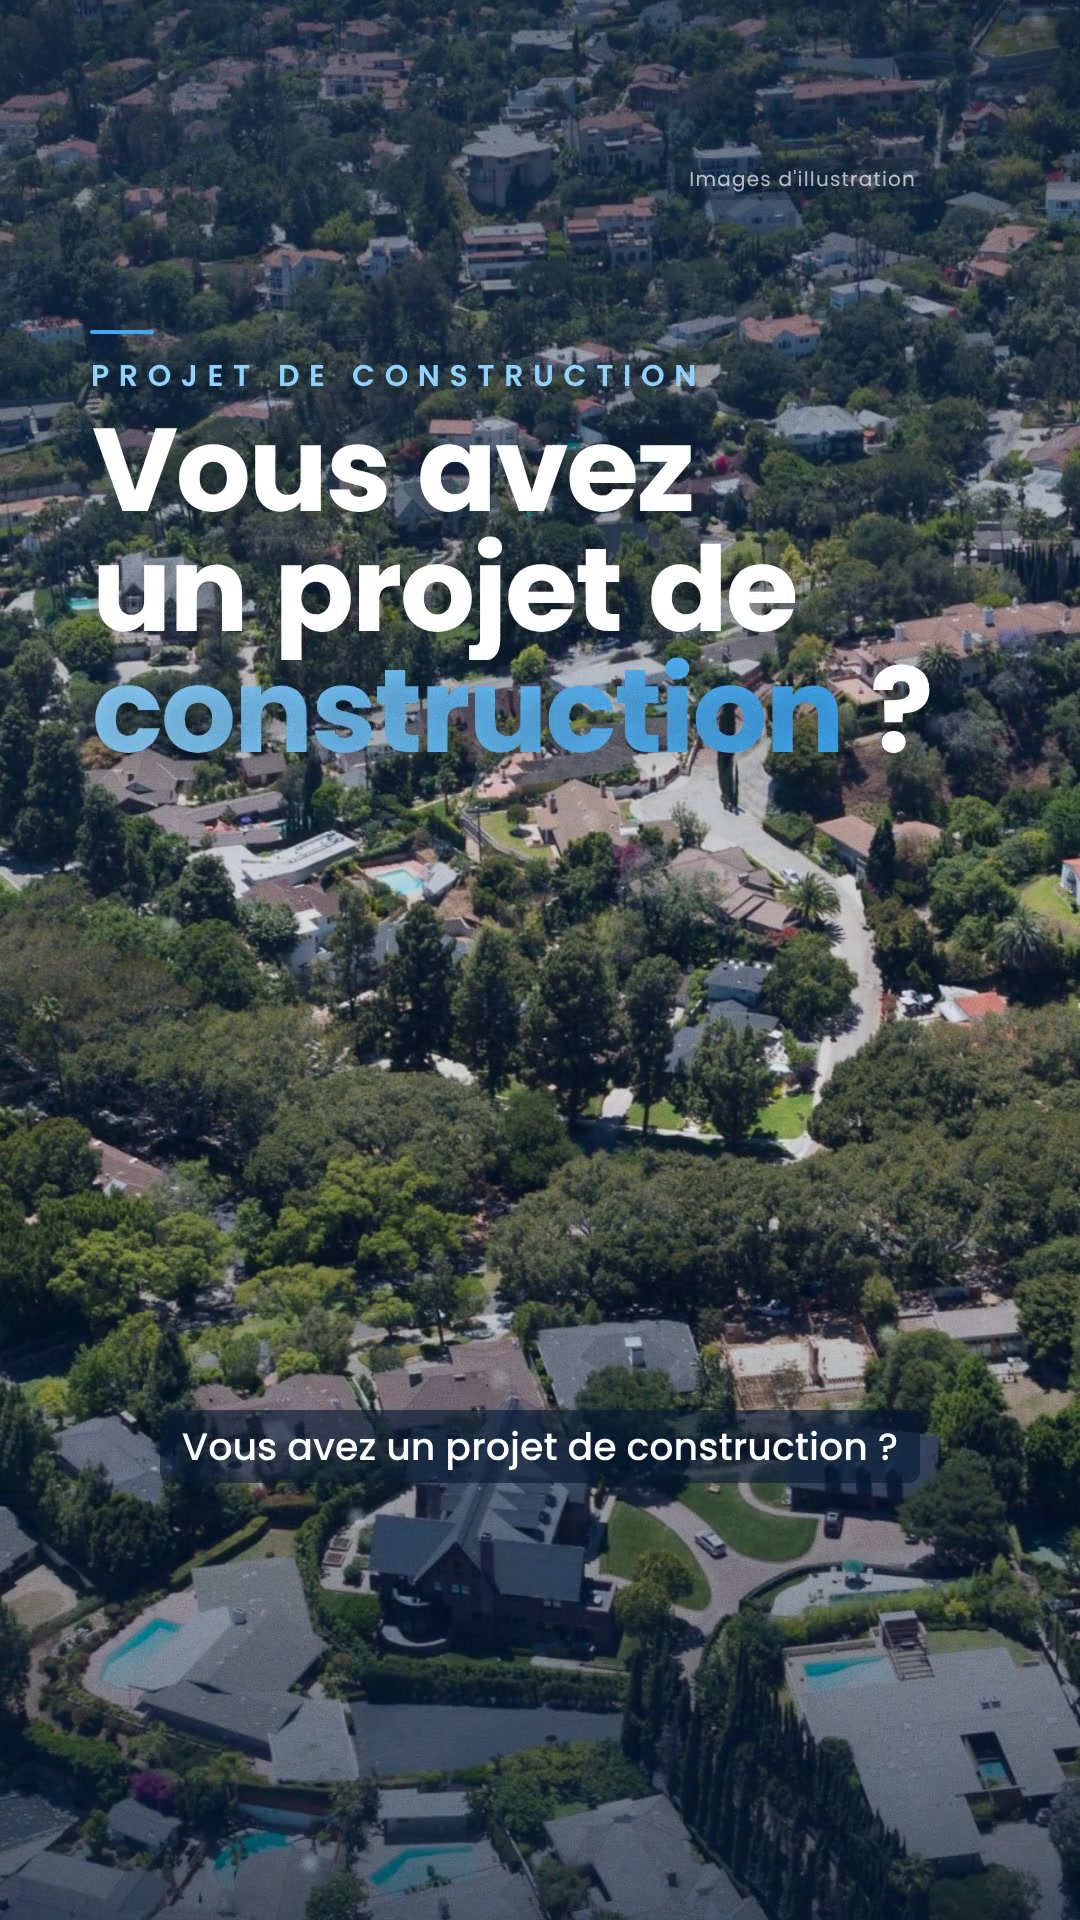 Images d'illustration
PROJET DE CONSTRUCTION
Vous avez
un projet de
construction ?
Vous avez un projet de construction ?